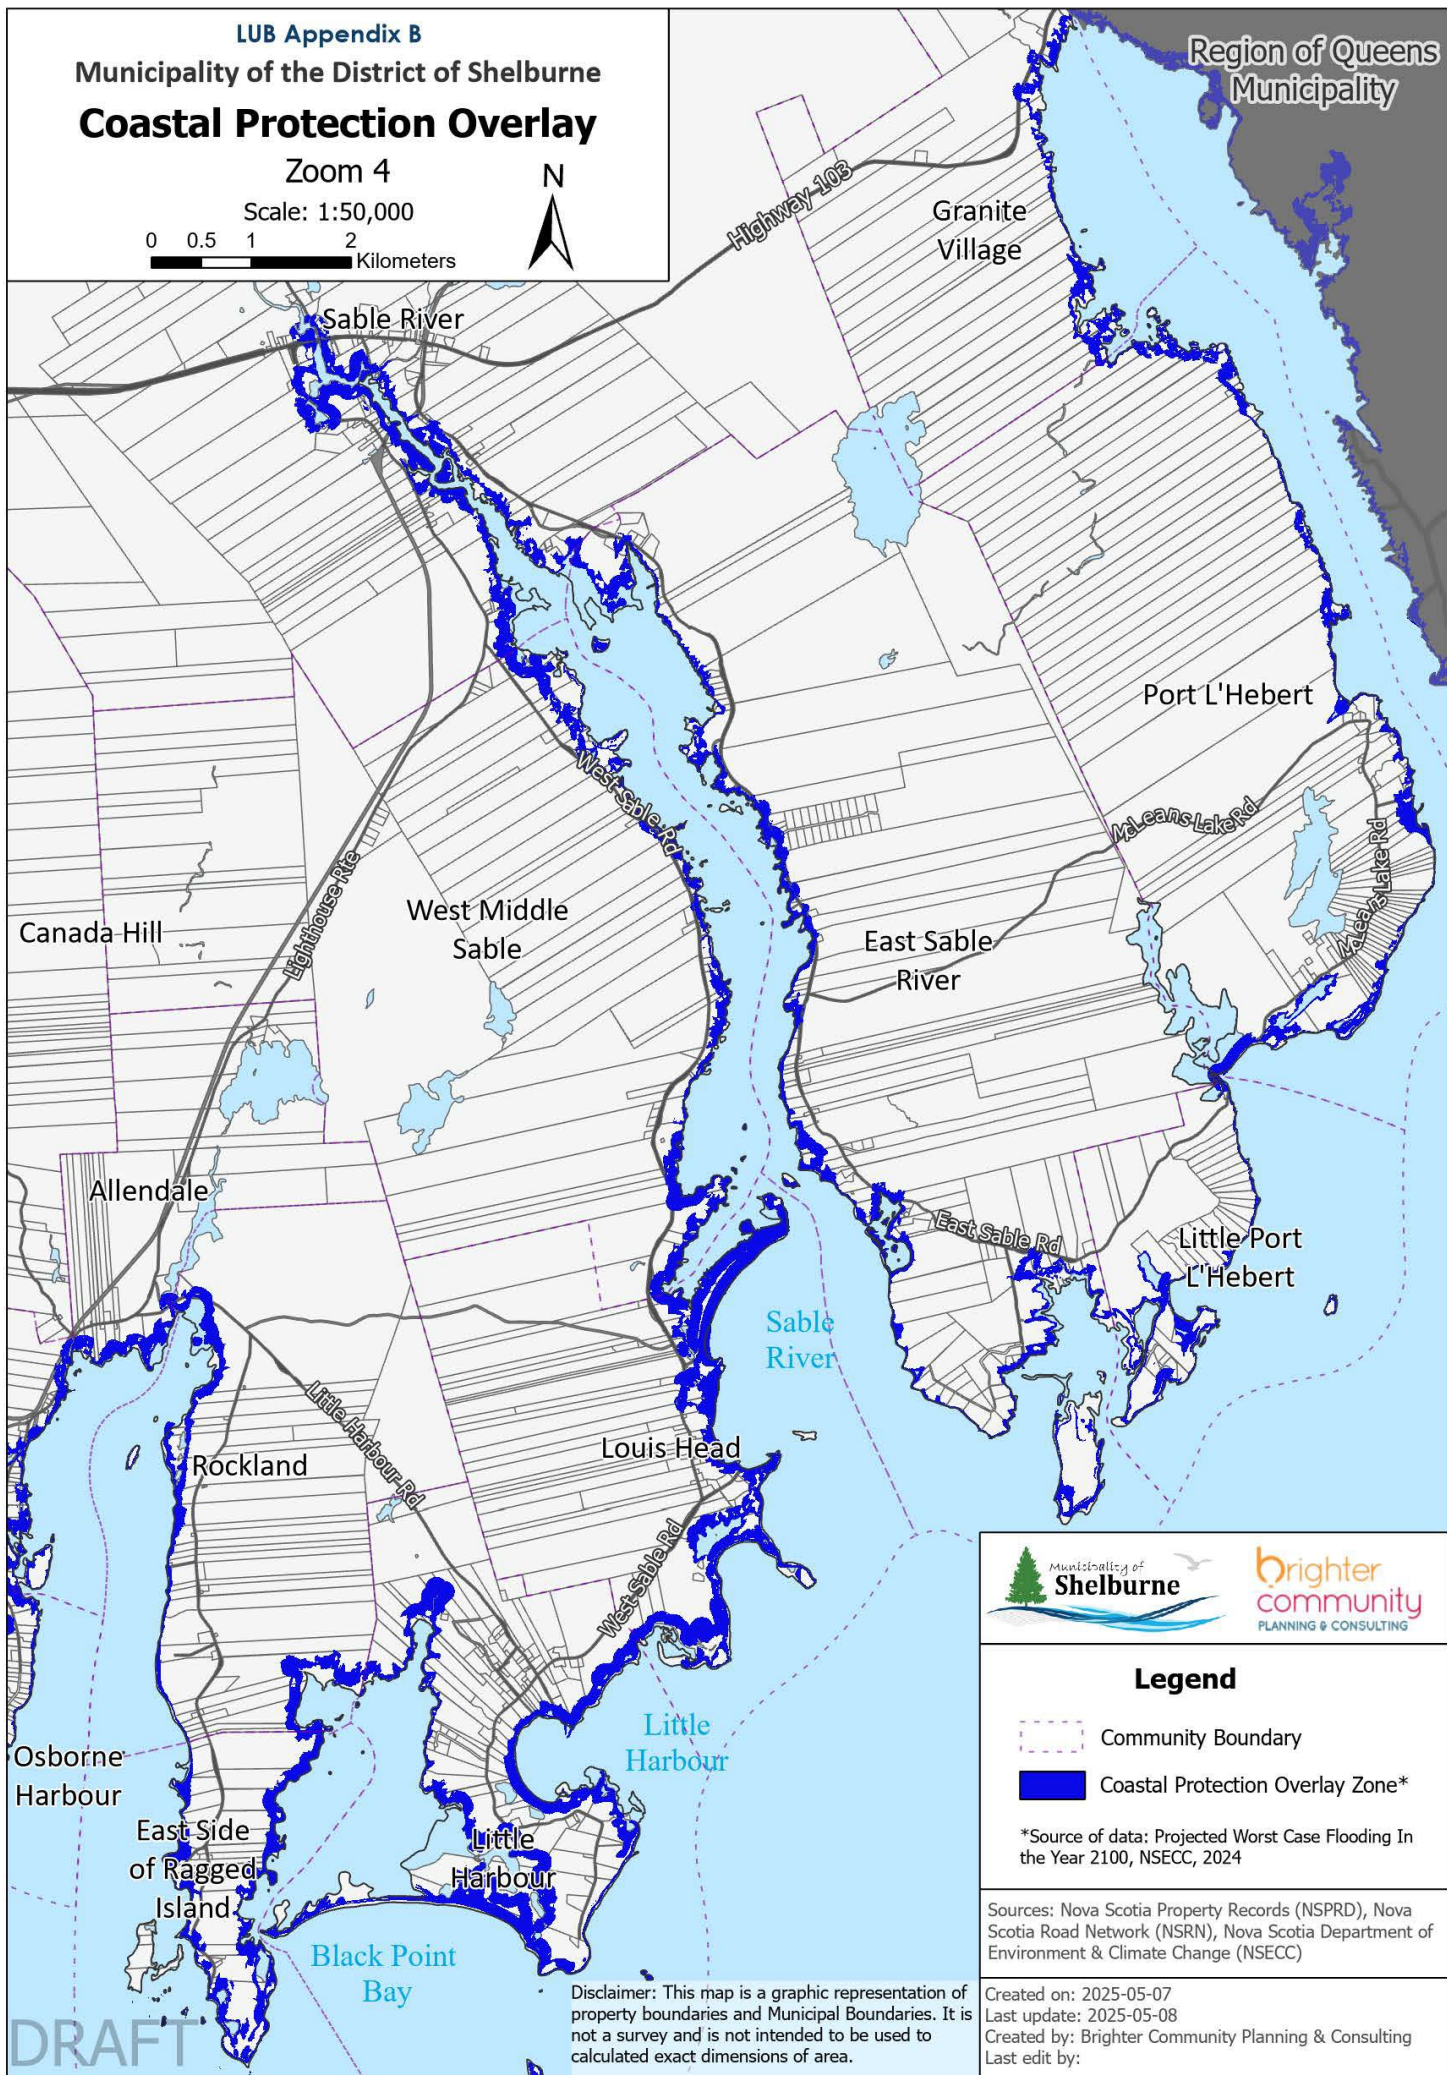 LUB Appendix B
Municipality of the District of Shelburne
Coastal Protection Overlay
Zoom 4
Scale: 1:50,000
0 0.5 1 2
Kilometers
N
Region of Queens
Municipality
Highway 103
Granite
Village
Sable River
Port L'Hebert
West Sable Rd
McLeans Lake Rd
McLeans Lake Rd
Lighthouse Rte
West Middle
Sable
Canada Hill
East Sable
River
Allendale
East Sable Rd
Little Port
L'Hebert
Sable
River
Little Harbour Rd
Louis Head
Rockland
West Sable Rd
Little
Harbour
Osborne
Harbour
East Side
of Ragged
Island
Little
Harbour
Black Point
Bay
DRAFT
Disclaimer: This map is a graphic representation of
property boundaries and Municipal Boundaries. It is
not a survey and is not intended to be used to
calculated exact dimensions of area.
Municipality of
Shelburne
brighter
community
PLANNING & CONSULTING
Legend
Community Boundary
Coastal Protection Overlay Zone*
*Source of data: Projected Worst Case Flooding In
the Year 2100, NSECC, 2024
Sources: Nova Scotia Property Records (NSPRD), Nova
Scotia Road Network (NSRN), Nova Scotia Department of
Environment & Climate Change (NSECC)
Created on: 2025-05-07
Last update: 2025-05-08
Created by: Brighter Community Planning & Consulting
Last edit by: